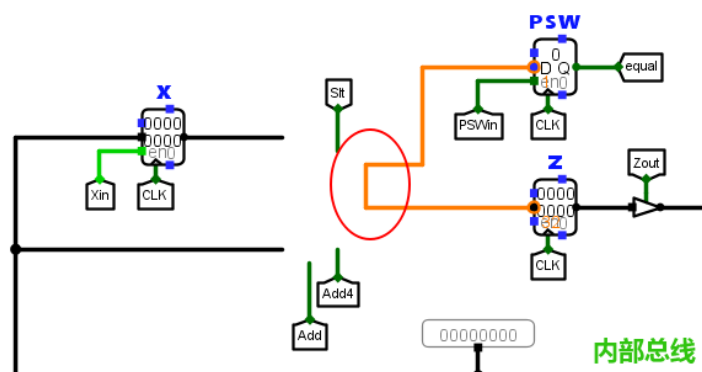 PSW
0
D Q
en0
equal
PSWin
CLK
Slt
X
0000
0000
en0
Xin
CLK
Z
0000
0000
Zout
CLK
Add4
Add
00000000
内部总线